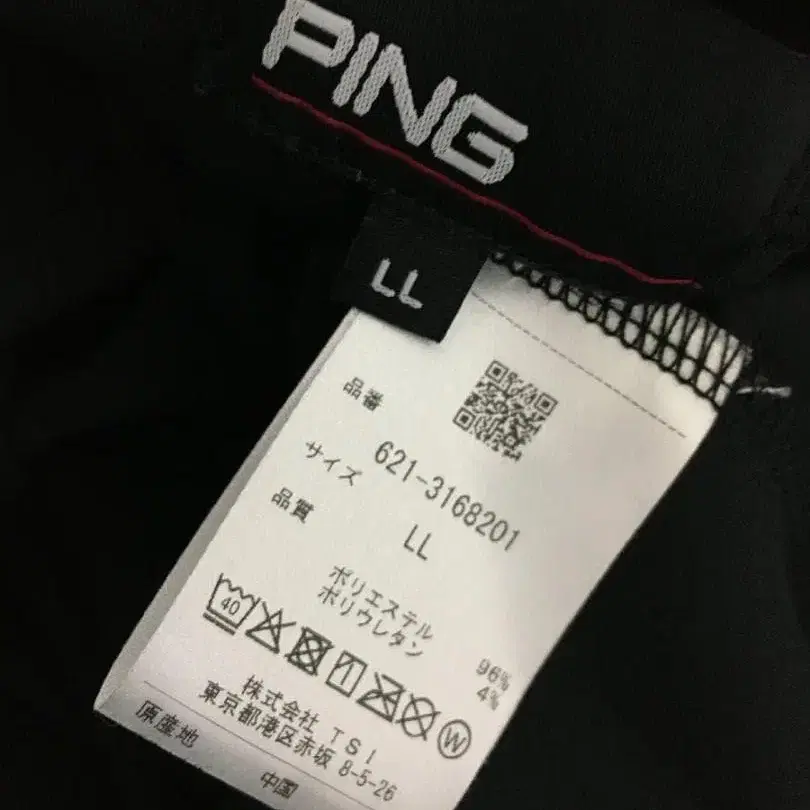 PING
LL
品番
621-3168201
サイズ
LL
品質
ポリエステル 96%
ポリウレタン 4%
40
W
株式会社 TSI
東京都港区赤坂 8-5-26
原産地
中国